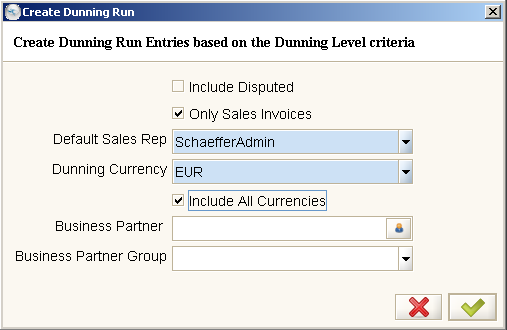 Create Dunning Run
Create Dunning Run Entries based on the Dunning Level criteria
Include Disputed
Only Sales Invoices
Default Sales Rep SchaefferAdmin
Dunning Currency EUR
Include All Currencies
Business Partner
Business Partner Group